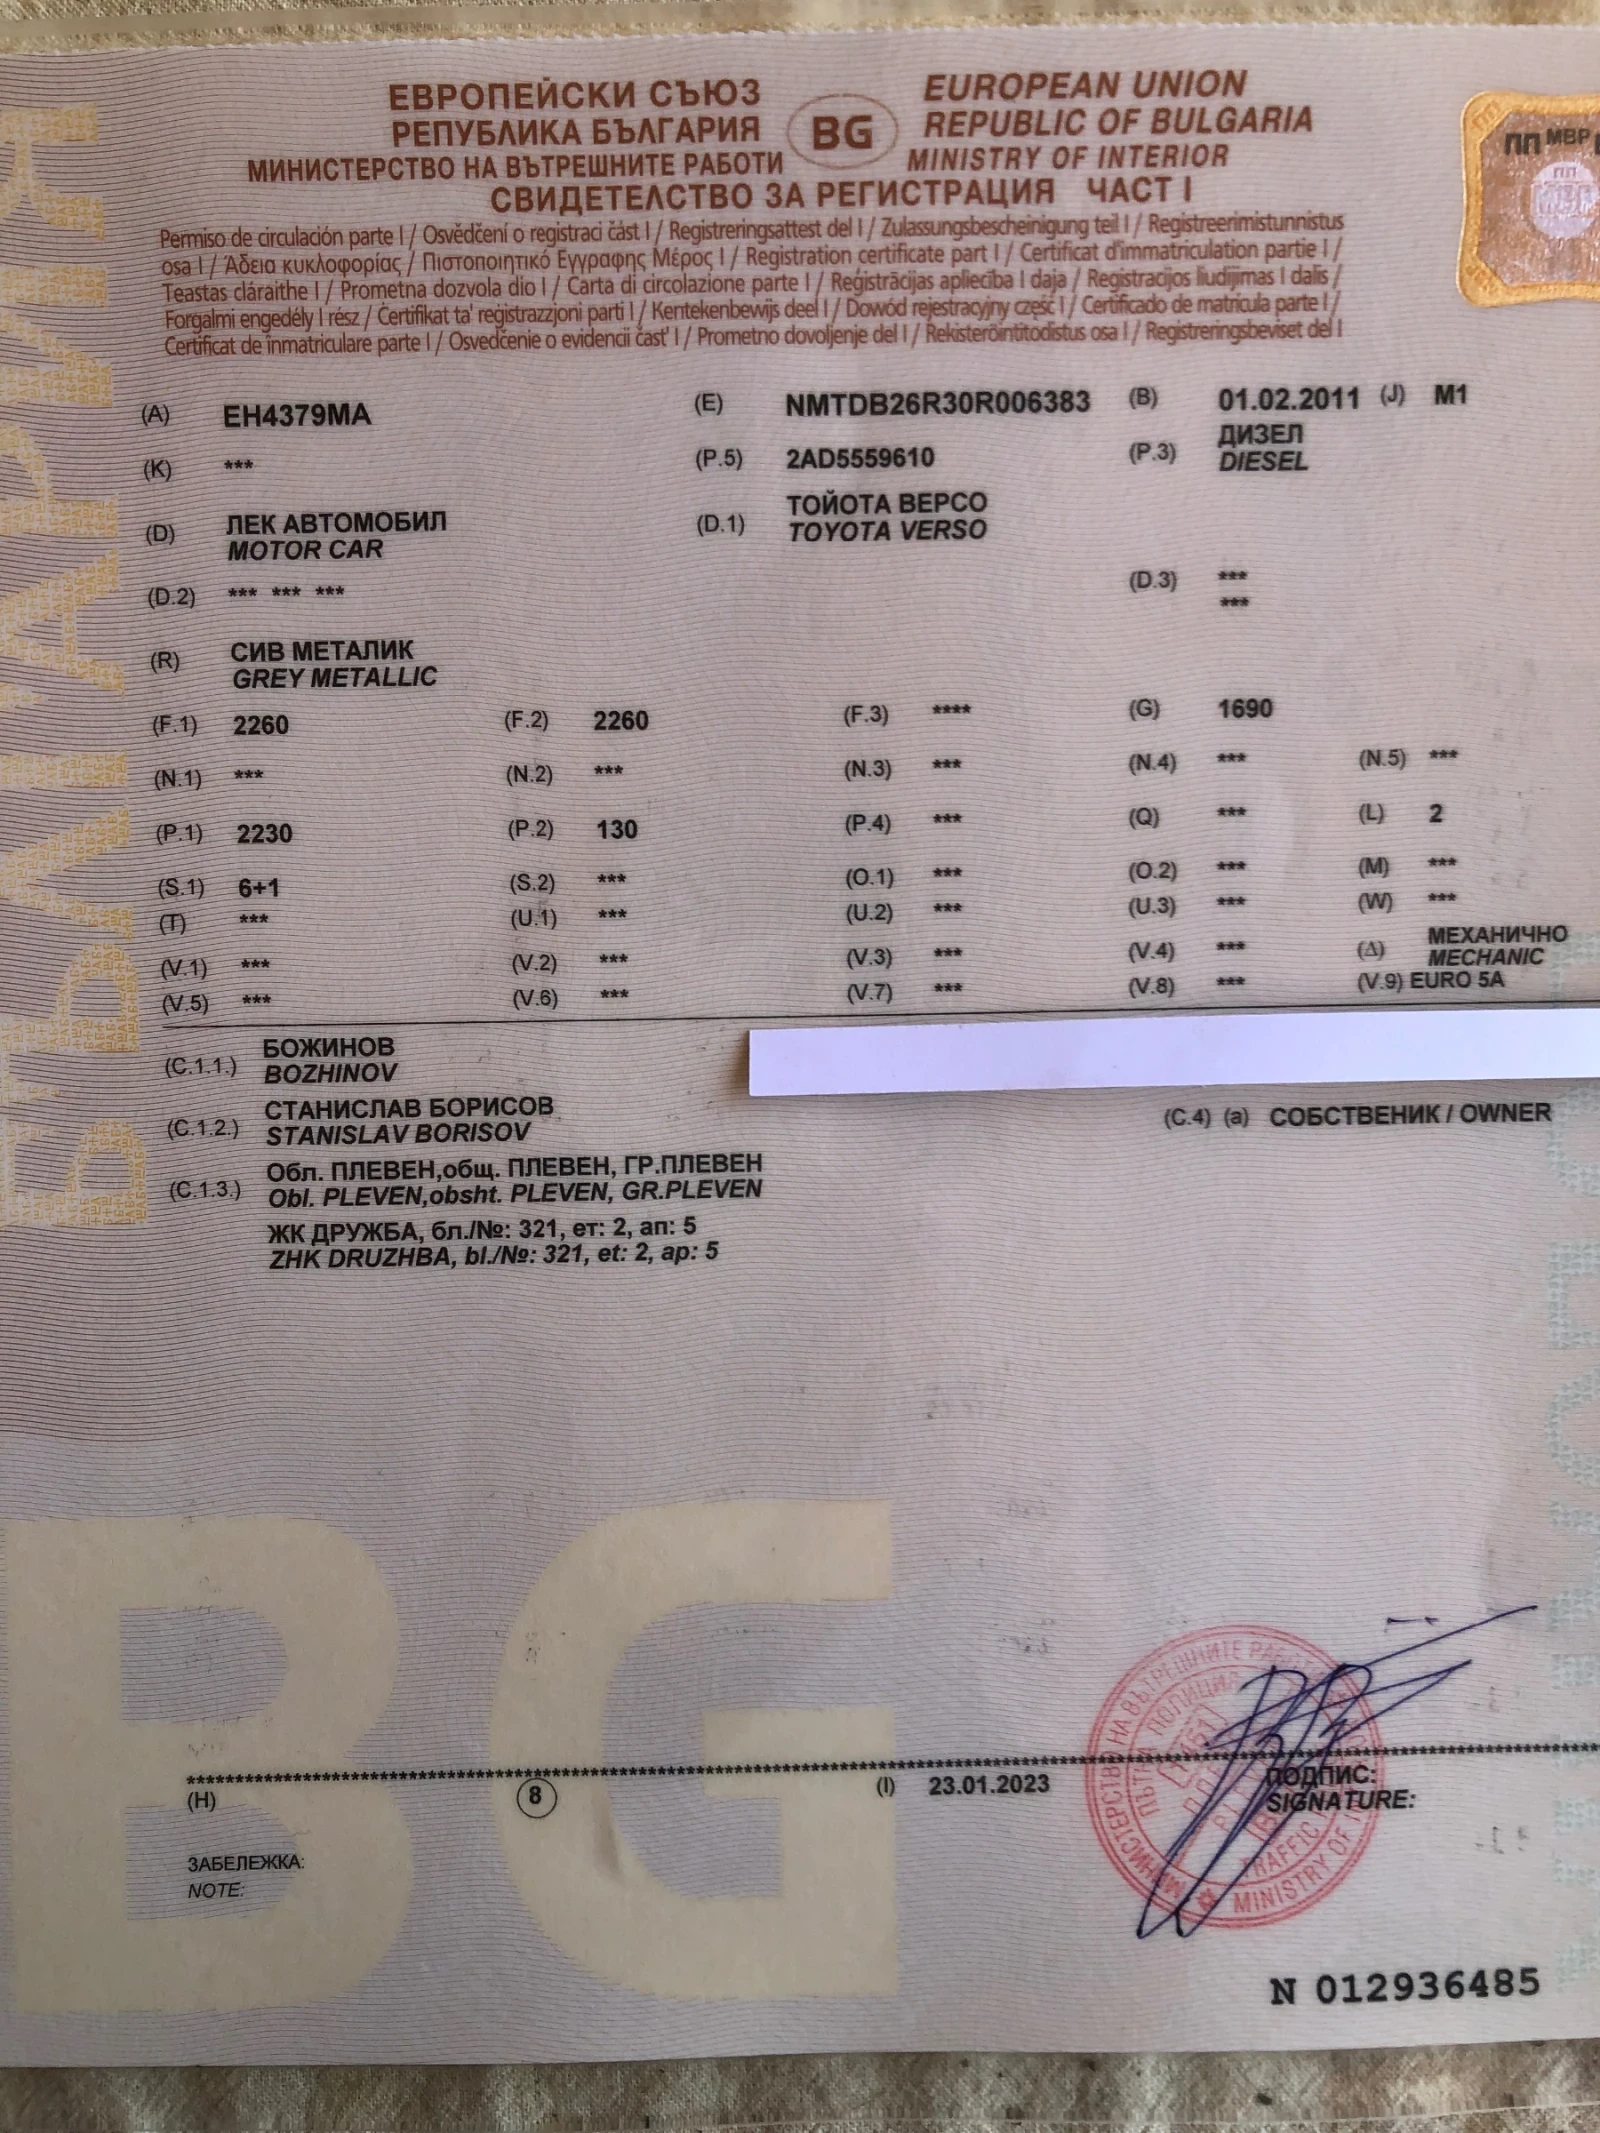 ЕВРОПЕЙСКИ СЪЮЗ
РЕПУБЛИКА БЪЛГАРИЯ
МИНИСТЕРСТВО НА ВЪТРЕШНИТЕ РАБОТИ
BG
EUROPEAN UNION
REPUBLIC OF BULGARIA
MINISTRY OF INTERIOR
СВИДЕТЕЛСТВО ЗА РЕГИСТРАЦИЯ ЧАСТ I
ПП МВР
Permiso de circulación parte I / Osvědčení o registraci část I / Registreringsattest del I / Zulassungsbescheinigung teil I / Registreerimistunnistus
osa I / Άδεια κυκλοφορίας / Πιστοποιητικό Εγγραφης Μέρος I / Registration certificate part I / Certificat d'immatriculation partie I /
Teastas cláraithe I / Prometna dozvola dio I / Carta di circolazione parte I / Reģistrācijas apliecība I daļa / Registracijos liudijimas I dalis /
Forgalmi engedély I rész / Ċertifikat ta' reġistrazzjoni parti I / Kentekenbewijs deel I / Dowód rejestracyjny część I / Certificado de matrícula parte I /
Certificat de înmatriculare parte I / Osvedčenie o evidencii časť I / Prometno dovoljenje del I / Rekisteröintitodistus osa I / Registreringsbeviset del I
(A) EH4379MA (E) NMTDB26R30R006383 (B) 01.02.2011 (J) M1
(K) *** (P.5) 2AD5559610 (P.3) ДИЗЕЛ
DIESEL
(D) ЛЕК АВТОМОБИЛ
MOTOR CAR
(D.1) ТОЙОТА ВЕРСО
TOYOTA VERSO
(D.2) *** *** *** (D.3) ***
***
(R) СИВ МЕТАЛИК
GREY METALLIC
(F.1) 2260 (F.2) 2260 (F.3) **** (G) 1690
(N.1) *** (N.2) *** (N.3) *** (N.4) *** (N.5) ***
(P.1) 2230 (P.2) 130 (P.4) *** (Q) *** (L) 2
(S.1) 6+1 (S.2) *** (O.1) *** (O.2) *** (M) ***
(T) *** (U.1) *** (U.2) *** (U.3) *** (W) ***
(V.1) *** (V.2) *** (V.3) *** (V.4) *** (Δ) МЕХАНИЧНО
MECHANIC
(V.5) *** (V.6) *** (V.7) *** (V.8) *** (V.9) EURO 5A
(C.1.1.) БОЖИНОВ
BOZHINOV
(C.1.2.) СТАНИСЛАВ БОРИСОВ
STANISLAV BORISOV
(C.4) (a) СОБСТВЕНИК / OWNER
(C.1.3.) Обл. ПЛЕВЕН,общ. ПЛЕВЕН, ГР.ПЛЕВЕН
Obl. PLEVEN,obsht. PLEVEN, GR.PLEVEN
ЖК ДРУЖБА, бл./№: 321, ет: 2, ап: 5
ZHK DRUZHBA, bl./№: 321, et: 2, ap: 5
BG
(H) 8 (I) 23.01.2023 ПОДПИС:
SIGNATURE:
ЗАБЕЛЕЖКА:
NOTE:
N 012936485